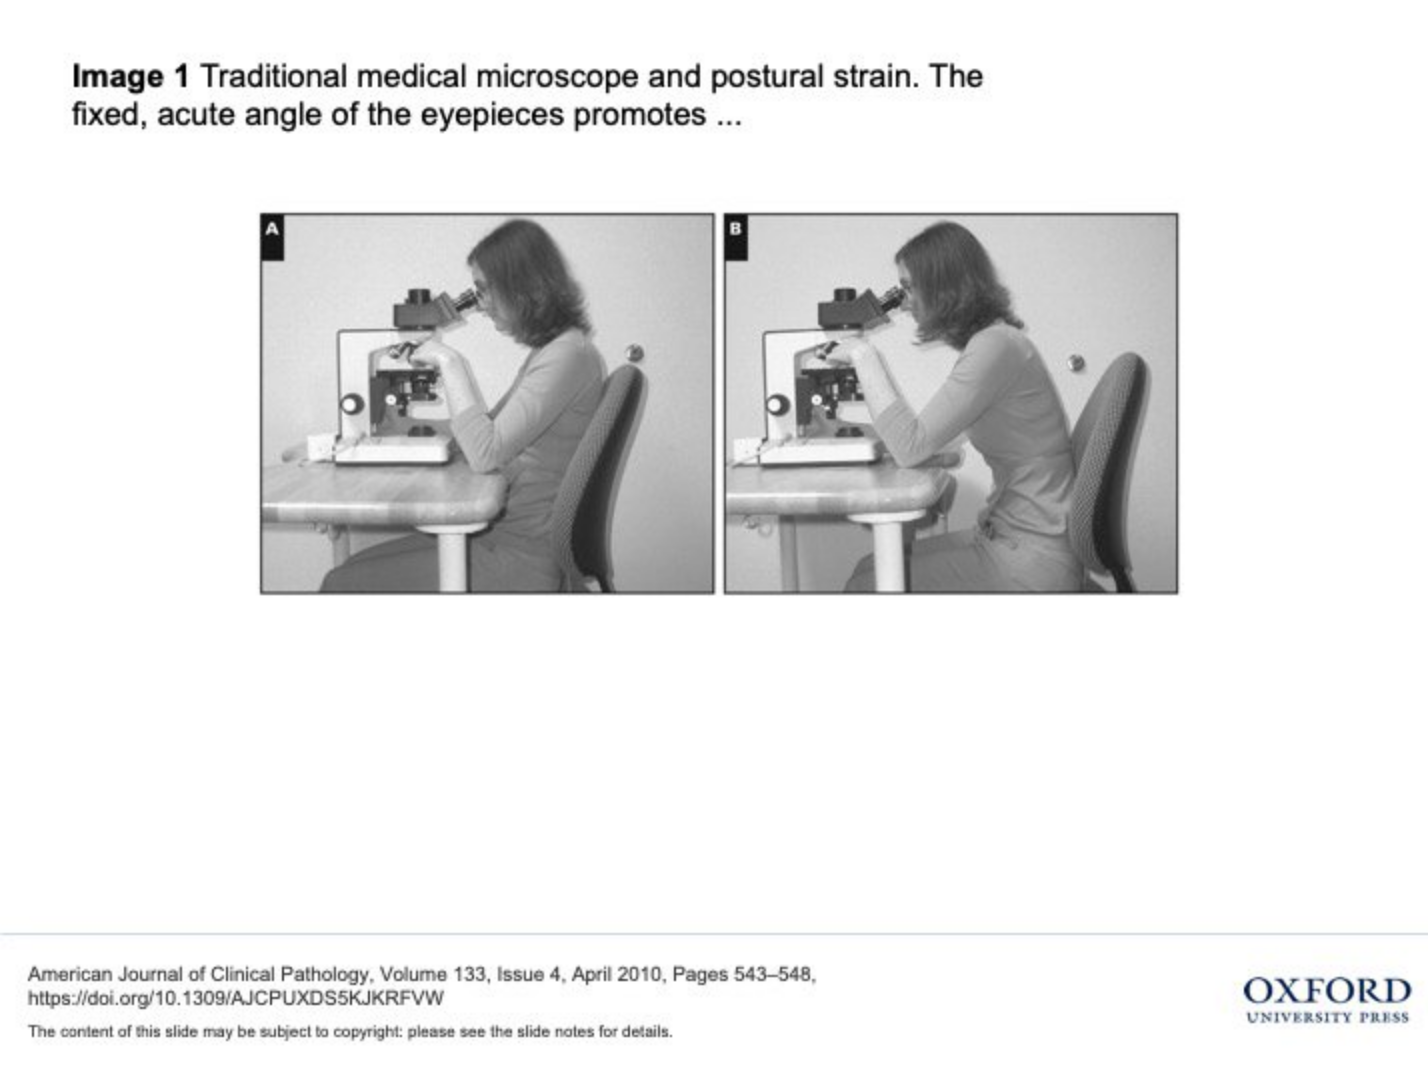 Image 1 Traditional medical microscope and postural strain. The
fixed, acute angle of the eyepieces promotes ...
A
B
American Journal of Clinical Pathology, Volume 133, Issue 4, April 2010, Pages 543–548,
https://doi.org/10.1309/AJCPUXDS5KJKRFVW
The content of this slide may be subject to copyright: please see the slide notes for details.
OXFORD
UNIVERSITY PRESS